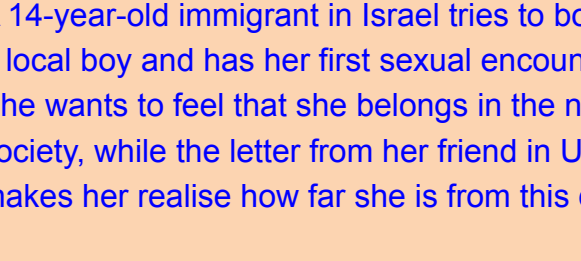 14-year-old immigrant in Israel tries to bo
local boy and has her first sexual encoun
he wants to feel that she belongs in the n
ociety, while the letter from her friend in U
nakes her realise how far she is from this